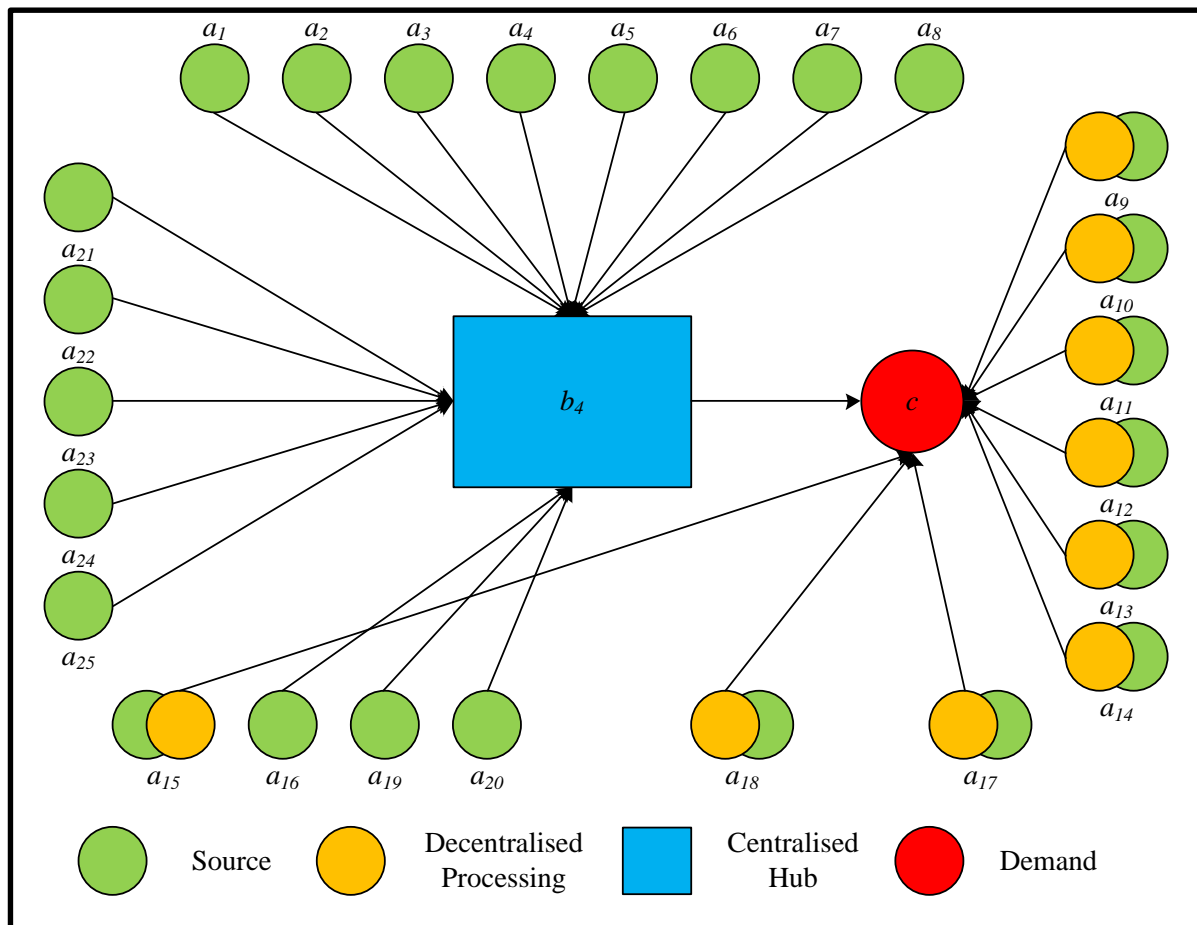 a1 a2 a3 a4 a5 a6 a7 a8
a9
a21
a10
a22
a11
b4 c
a23
a12
a24
a13
a25
a14
a15 a16 a19 a20 a18 a17
Source
Decentralised
Processing
Centralised
Hub
Demand